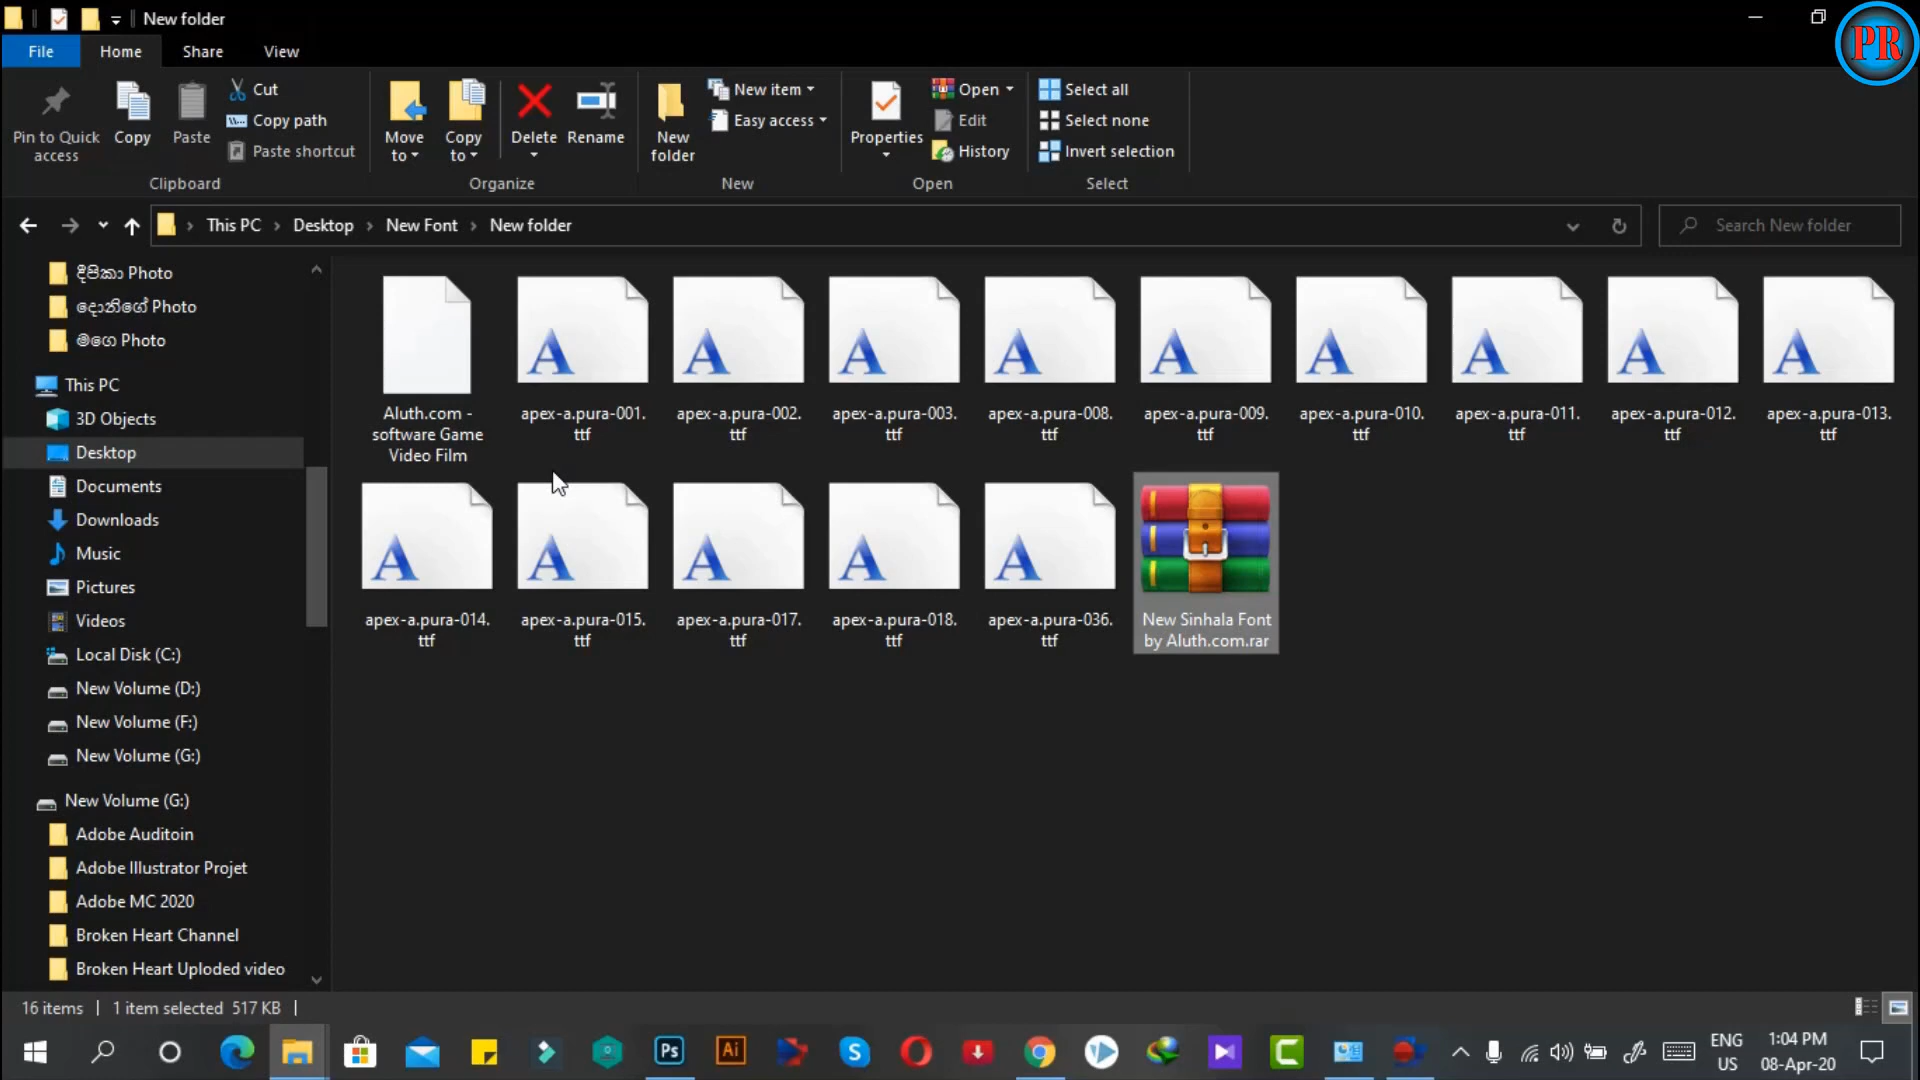 New folder
PR
File Home Share View
Pin to Quick access
Copy
Paste
Cut
Copy path
Paste shortcut
Clipboard
Move to
Copy to
Delete
Rename
Organize
New folder
New item
Easy access
New
Properties
Open
Edit
History
Open
Select all
Select none
Invert selection
Select
This PC > Desktop > New Font > New folder
Search New folder
දීපිකා Photo
දොනිගේ Photo
මගෙ Photo
This PC
3D Objects
Desktop
Documents
Downloads
Music
Pictures
Videos
Local Disk (C:)
New Volume (D:)
New Volume (F:)
New Volume (G:)
New Volume (G:)
Adobe Auditoin
Adobe Illustrator Projet
Adobe MC 2020
Broken Heart Channel
Broken Heart Uploded video
Aluth.com - software Game Video Film
apex-a.pura-001.ttf
apex-a.pura-002.ttf
apex-a.pura-003.ttf
apex-a.pura-008.ttf
apex-a.pura-009.ttf
apex-a.pura-010.ttf
apex-a.pura-011.ttf
apex-a.pura-012.ttf
apex-a.pura-013.ttf
apex-a.pura-014.ttf
apex-a.pura-015.ttf
apex-a.pura-017.ttf
apex-a.pura-018.ttf
apex-a.pura-036.ttf
New Sinhala Font by Aluth.com.rar
16 items | 1 item selected 517 KB |
Ps
Ai
S
C
ENG
US
1:04 PM
08-Apr-20